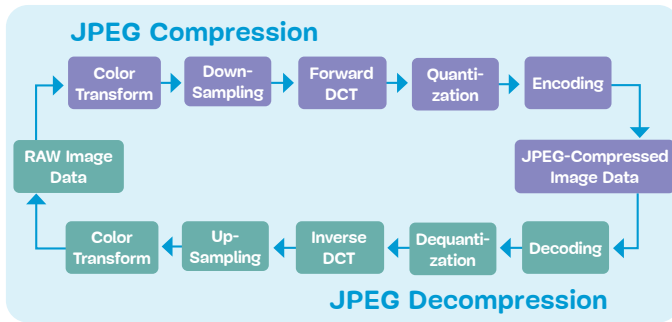 JPEG Compression
Color
Transform
Down-
Sampling
Forward
DCT
Quanti-
zation
Encoding
RAW Image
Data
JPEG-Compressed
Image Data
Color
Transform
Up-
Sampling
Inverse
DCT
Dequanti-
zation
Decoding
JPEG Decompression